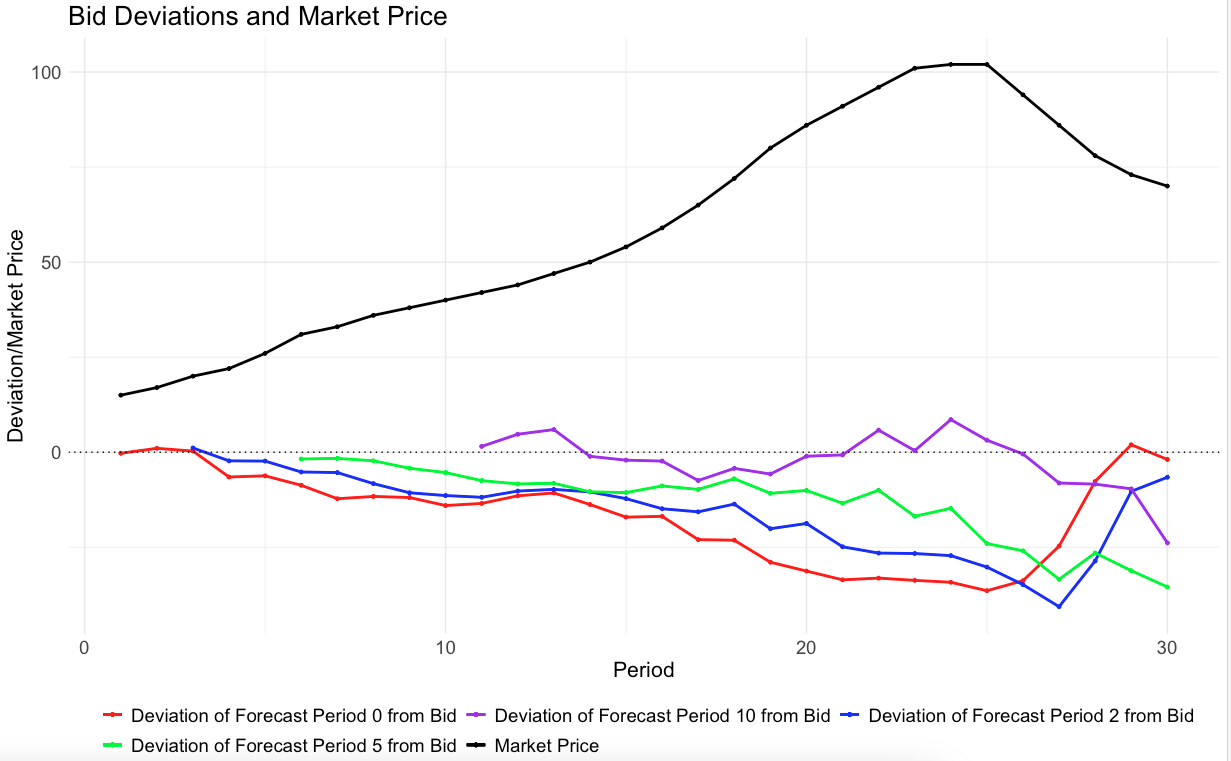 Bid Deviations and Market Price
100
50
0
Deviation/Market Price
0 10 20 30
Period
Deviation of Forecast Period 0 from Bid Deviation of Forecast Period 10 from Bid Deviation of Forecast Period 2 from Bid
Deviation of Forecast Period 5 from Bid Market Price